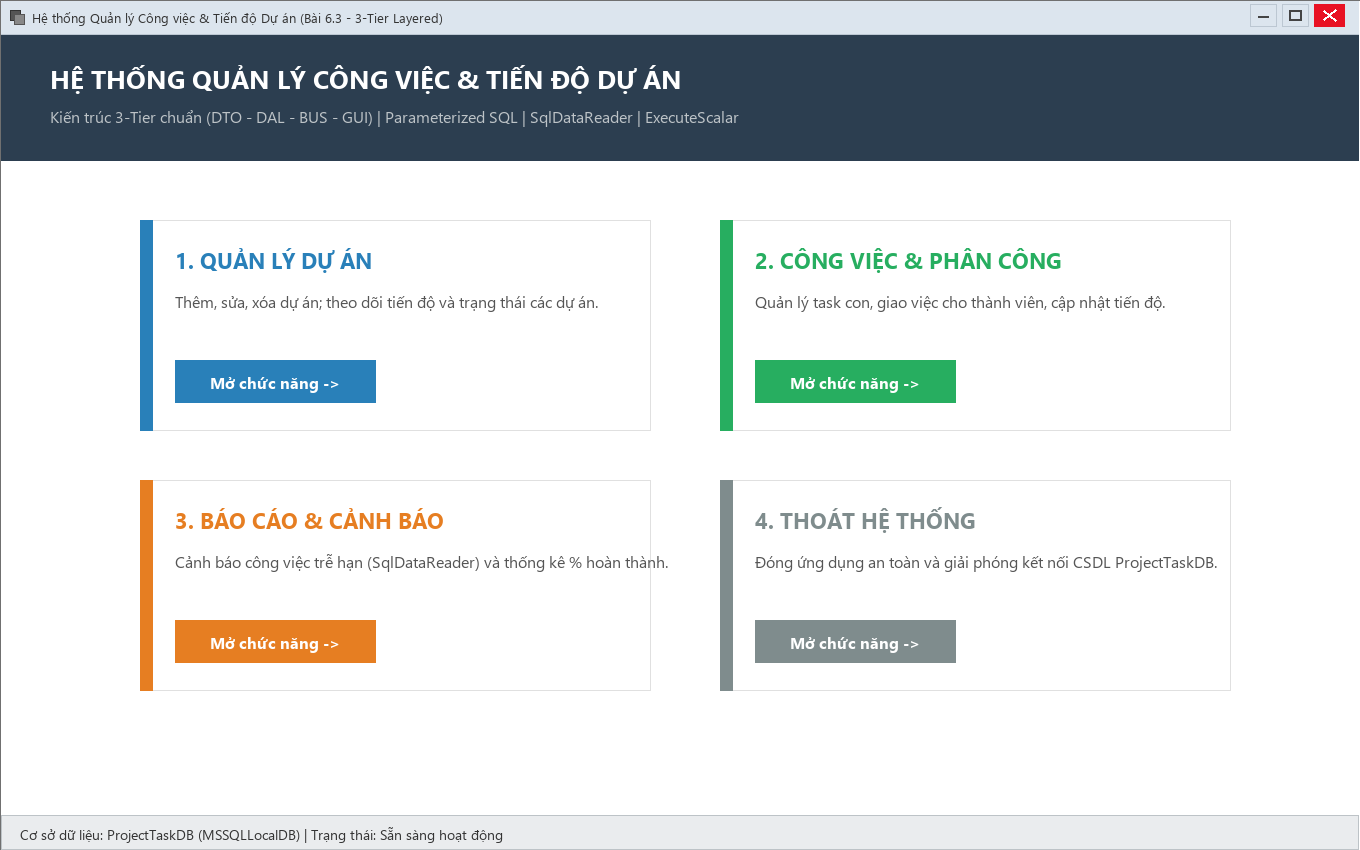 Hệ thống Quản lý Công việc & Tiến độ Dự án (Bài 6.3 - 3-Tier Layered)
HỆ THỐNG QUẢN LÝ CÔNG VIỆC & TIẾN ĐỘ DỰ ÁN
Kiến trúc 3-Tier chuẩn (DTO - DAL - BUS - GUI) | Parameterized SQL | SqlDataReader | ExecuteScalar
1. QUẢN LÝ DỰ ÁN
Thêm, sửa, xóa dự án; theo dõi tiến độ và trạng thái các dự án.
Mở chức năng ->
2. CÔNG VIỆC & PHÂN CÔNG
Quản lý task con, giao việc cho thành viên, cập nhật tiến độ.
Mở chức năng ->
3. BÁO CÁO & CẢNH BÁO
Cảnh báo công việc trễ hạn (SqlDataReader) và thống kê % hoàn thành.
Mở chức năng ->
4. THOÁT HỆ THỐNG
Đóng ứng dụng an toàn và giải phóng kết nối CSDL ProjectTaskDB.
Mở chức năng ->
Cơ sở dữ liệu: ProjectTaskDB (MSSQLLocalDB) | Trạng thái: Sẵn sàng hoạt động